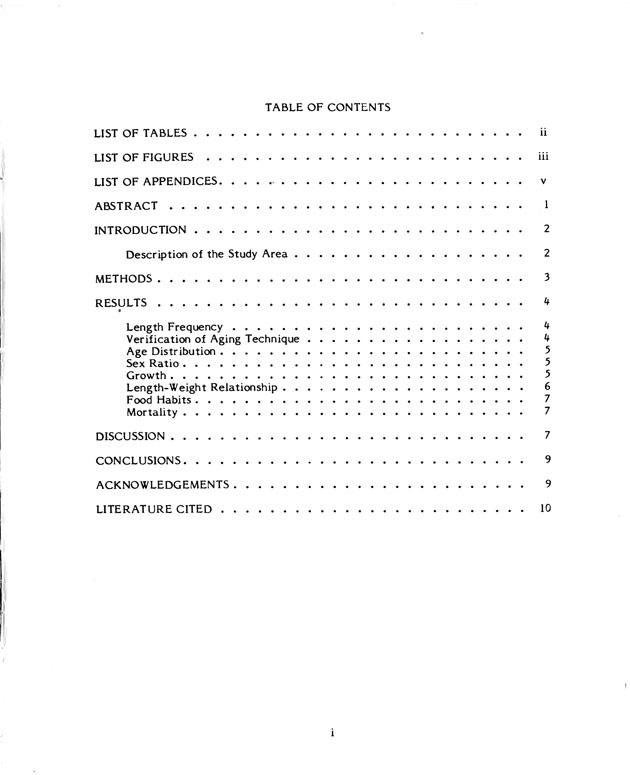 TABLE OF CONTENTS
LIST OF TABLES . . . . . . . . . . . . . . . . . . . . . . . . . . . ii
LIST OF FIGURES . . . . . . . . . . . . . . . . . . . . . . . . . . iii
LIST OF APPENDICES. . . . . . . . . . . . . . . . . . . . . . . . . v
ABSTRACT . . . . . . . . . . . . . . . . . . . . . . . . . . . . . 1
INTRODUCTION . . . . . . . . . . . . . . . . . . . . . . . . . . . 2
Description of the Study Area . . . . . . . . . . . . . . . . . . . 2
METHODS . . . . . . . . . . . . . . . . . . . . . . . . . . . . . . 3
RESULTS . . . . . . . . . . . . . . . . . . . . . . . . . . . . . . 4
Length Frequency . . . . . . . . . . . . . . . . . . . . . . . . 4
Verification of Aging Technique . . . . . . . . . . . . . . . . . . 4
Age Distribution . . . . . . . . . . . . . . . . . . . . . . . . . 5
Sex Ratio . . . . . . . . . . . . . . . . . . . . . . . . . . . . 5
Growth . . . . . . . . . . . . . . . . . . . . . . . . . . . . . 5
Length-Weight Relationship . . . . . . . . . . . . . . . . . . . . 6
Food Habits . . . . . . . . . . . . . . . . . . . . . . . . . . . 7
Mortality . . . . . . . . . . . . . . . . . . . . . . . . . . . . 7
DISCUSSION . . . . . . . . . . . . . . . . . . . . . . . . . . . . . 7
CONCLUSIONS. . . . . . . . . . . . . . . . . . . . . . . . . . . . 9
ACKNOWLEDGEMENTS . . . . . . . . . . . . . . . . . . . . . . . . 9
LITERATURE CITED . . . . . . . . . . . . . . . . . . . . . . . . . 10
i